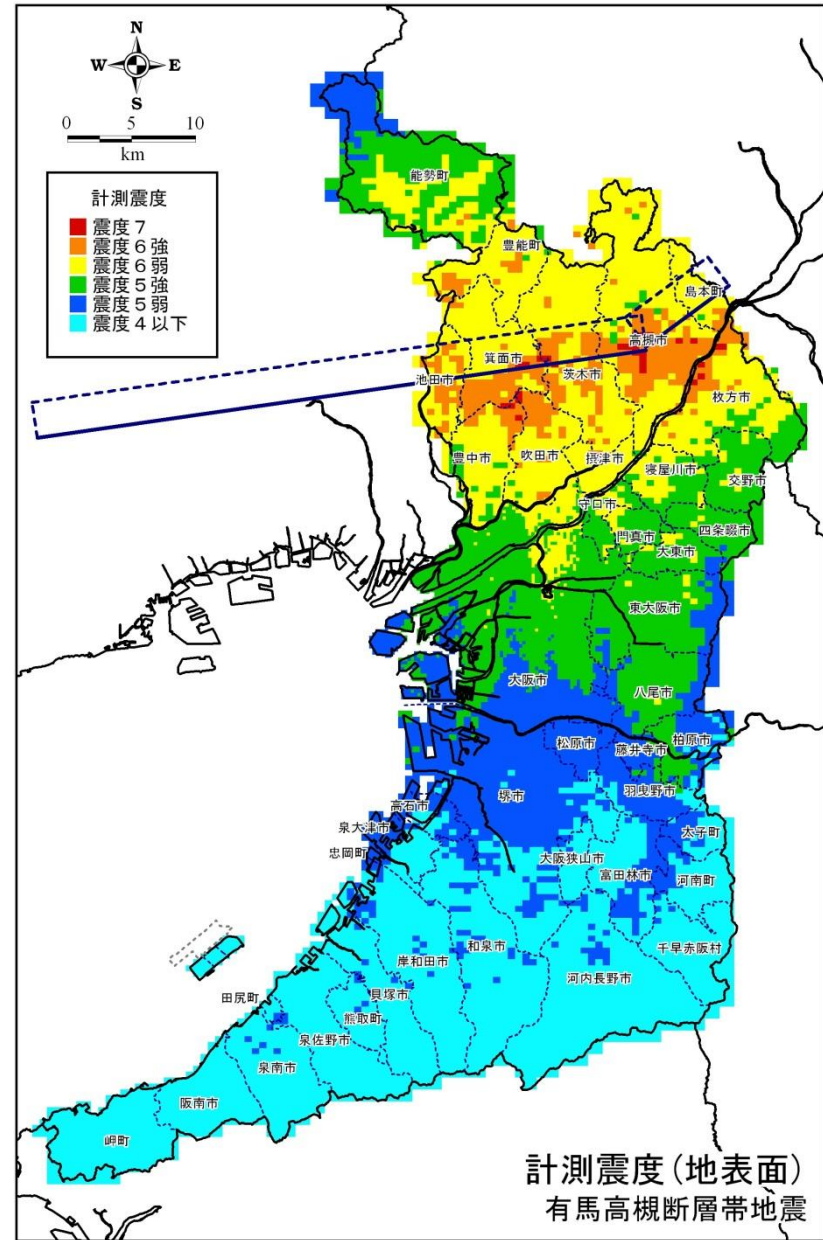 N
W E
S
0 5 10
km
計測震度
震度7
震度6強
震度6弱
震度5強
震度5弱
震度4以下
能勢町
豊能町
島本町
高槻市
箕面市
茨木市
池田市
枚方市
豊中市
吹田市
摂津市
寝屋川市
交野市
守口市
四条畷市
門真市
大東市
東大阪市
大阪市
八尾市
柏原市
松原市
藤井寺市
羽曳野市
堺市
高石市
泉大津市
太子町
忠岡町
大阪狭山市
富田林市
河南町
千早赤阪村
和泉市
岸和田市
河内長野市
貝塚市
田尻町
熊取町
泉佐野市
泉南市
阪南市
岬町
計測震度(地表面)
有馬高槻断層帯地震